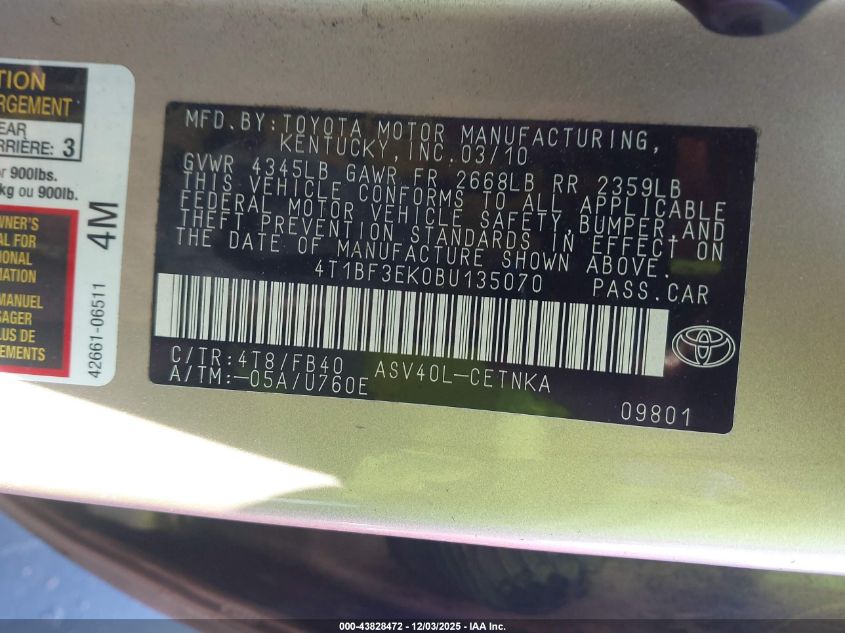 TION
RGEMENT
EAR
RRIÈRE: 3
or 900lbs.
kg ou 900lb.
OWNER'S
AL FOR
IONAL
MATION
MANUEL
SAGER
LUS DE
EMENTS
4M
42661-06511
MFD.BY:TOYOTA MOTOR MANUFACTURING,
KENTUCKY,INC.03/10
GVWR 4345LB GAWR FR 2668LB RR 2359LB
THIS VEHICLE CONFORMS TO ALL APPLICABLE
FEDERAL MOTOR VEHICLE SAFETY,BUMPER,AND
THEFT PREVENTION STANDARDS IN EFFECT ON
THE DATE OF MANUFACTURE SHOWN ABOVE.
4T1BF3EK0BU135070 PASS.CAR
C/TR:4T8/FB40 ASV40L-CETNKA
A/TM:-05A/U760E
09801
000-43828472 - 12/03/2025 - IAA Inc.